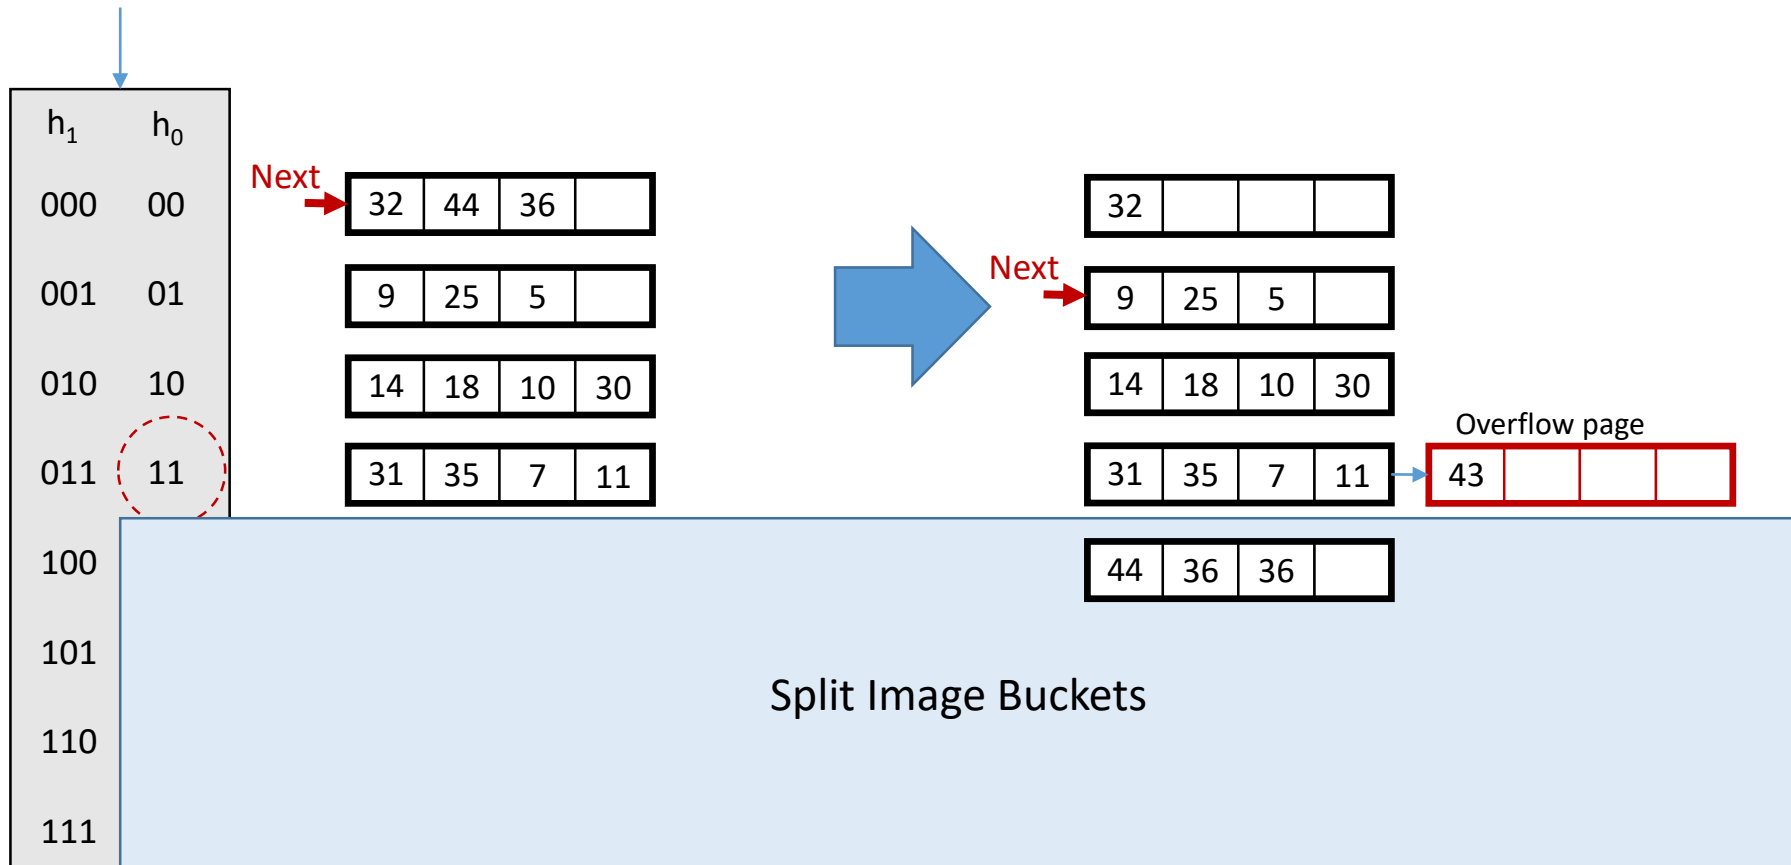 h1 h0
Next
000 00 32 44 36 32
Next
001 01 9 25 5 9 25 5
010 10 14 18 10 30 14 18 10 30
Overflow page
011 11 31 35 7 11 31 35 7 11 43
100 44 36 36
101
Split Image Buckets
110
111